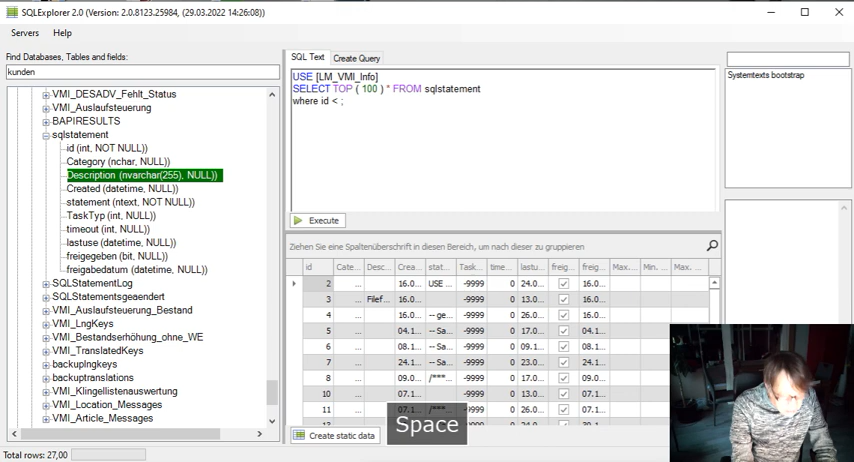 SQLExplorer 2.0 (Version: 2.0.8123.25984, (29.03.2022 14:26:08))
Servers Help
Find Databases, Tables and fields:
kunden
VMI_DESADV_Fehlt_Status
VMI_Auslaufsteuerung
BAPIRESULTS
sqlstatement
id (int, NOT NULL))
Category (nchar, NULL))
Description (nvarchar(255), NULL))
Created (datetime, NULL))
statement (ntext, NOT NULL))
TaskTyp (int, NULL))
timeout (int, NULL))
lastuse (datetime, NULL))
freigegeben (bit, NULL))
freigabedatum (datetime, NULL))
SQLStatementLog
SQLStatementsgeaendert
VMI_Auslaufsteuerung_Bestand
VMI_LngKeys
VMI_Bestandserhöhung_ohne_WE
VMI_TranslatedKeys
backuplngkeys
backuptranslations
VMI_Klingellistenauswertung
VMI_Location_Messages
VMI_Article_Messages
Total rows: 27,00
SQL Text Create Query
USE [LM_VMI_Info]
SELECT TOP ( 100 ) * FROM sqlstatement
where id < ;
Execute
Ziehen Sie eine Spaltenüberschrift in diesen Bereich, um nach dieser zu gruppieren
id Cate... Desc... Crea... stat... Task... time... lastu... freig... freig... Max... Min. ... Max. ...
2 ... ... 16.0... USE ... -9999 0 24.0... 16.0...
3 ... Filef... 16.0... ... -9999 0 13.0... 16.0...
4 ... ... 16.0... -- ge... -9999 0 26.0... 16.0...
5 ... ... 04.1... -- Sa... -9999 0 17.0... 04.1...
6 ... ... 08.1... -- Sa... -9999 0 09.1... 08.1...
7 ... ... 24.1... -- Sa... -9999 0 23.0... 24.1...
8 ... ... 09.0... /***... -9999 0 17.0... 09.0...
10 ... ... 07.1... -9999 0 13.0... 07.1...
11 ... ... 07.1... /***... -9999 0 26.0... 07.1...
Create static data
Space
Systemtexts bootstrap